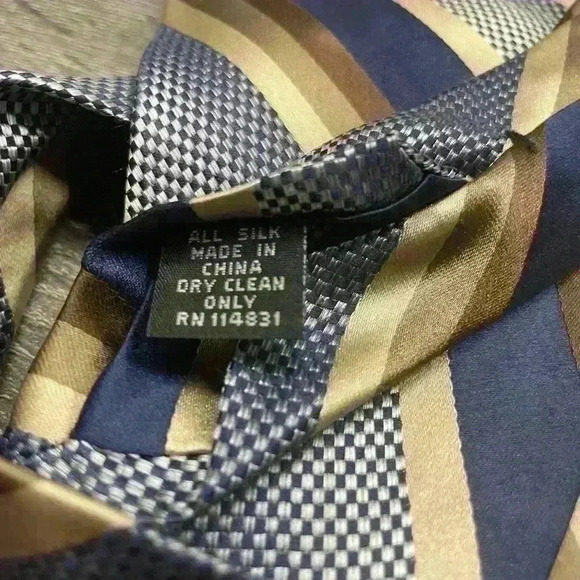 ALL SILK
MADE IN
CHINA
DRY CLEAN
ONLY
RN 114831